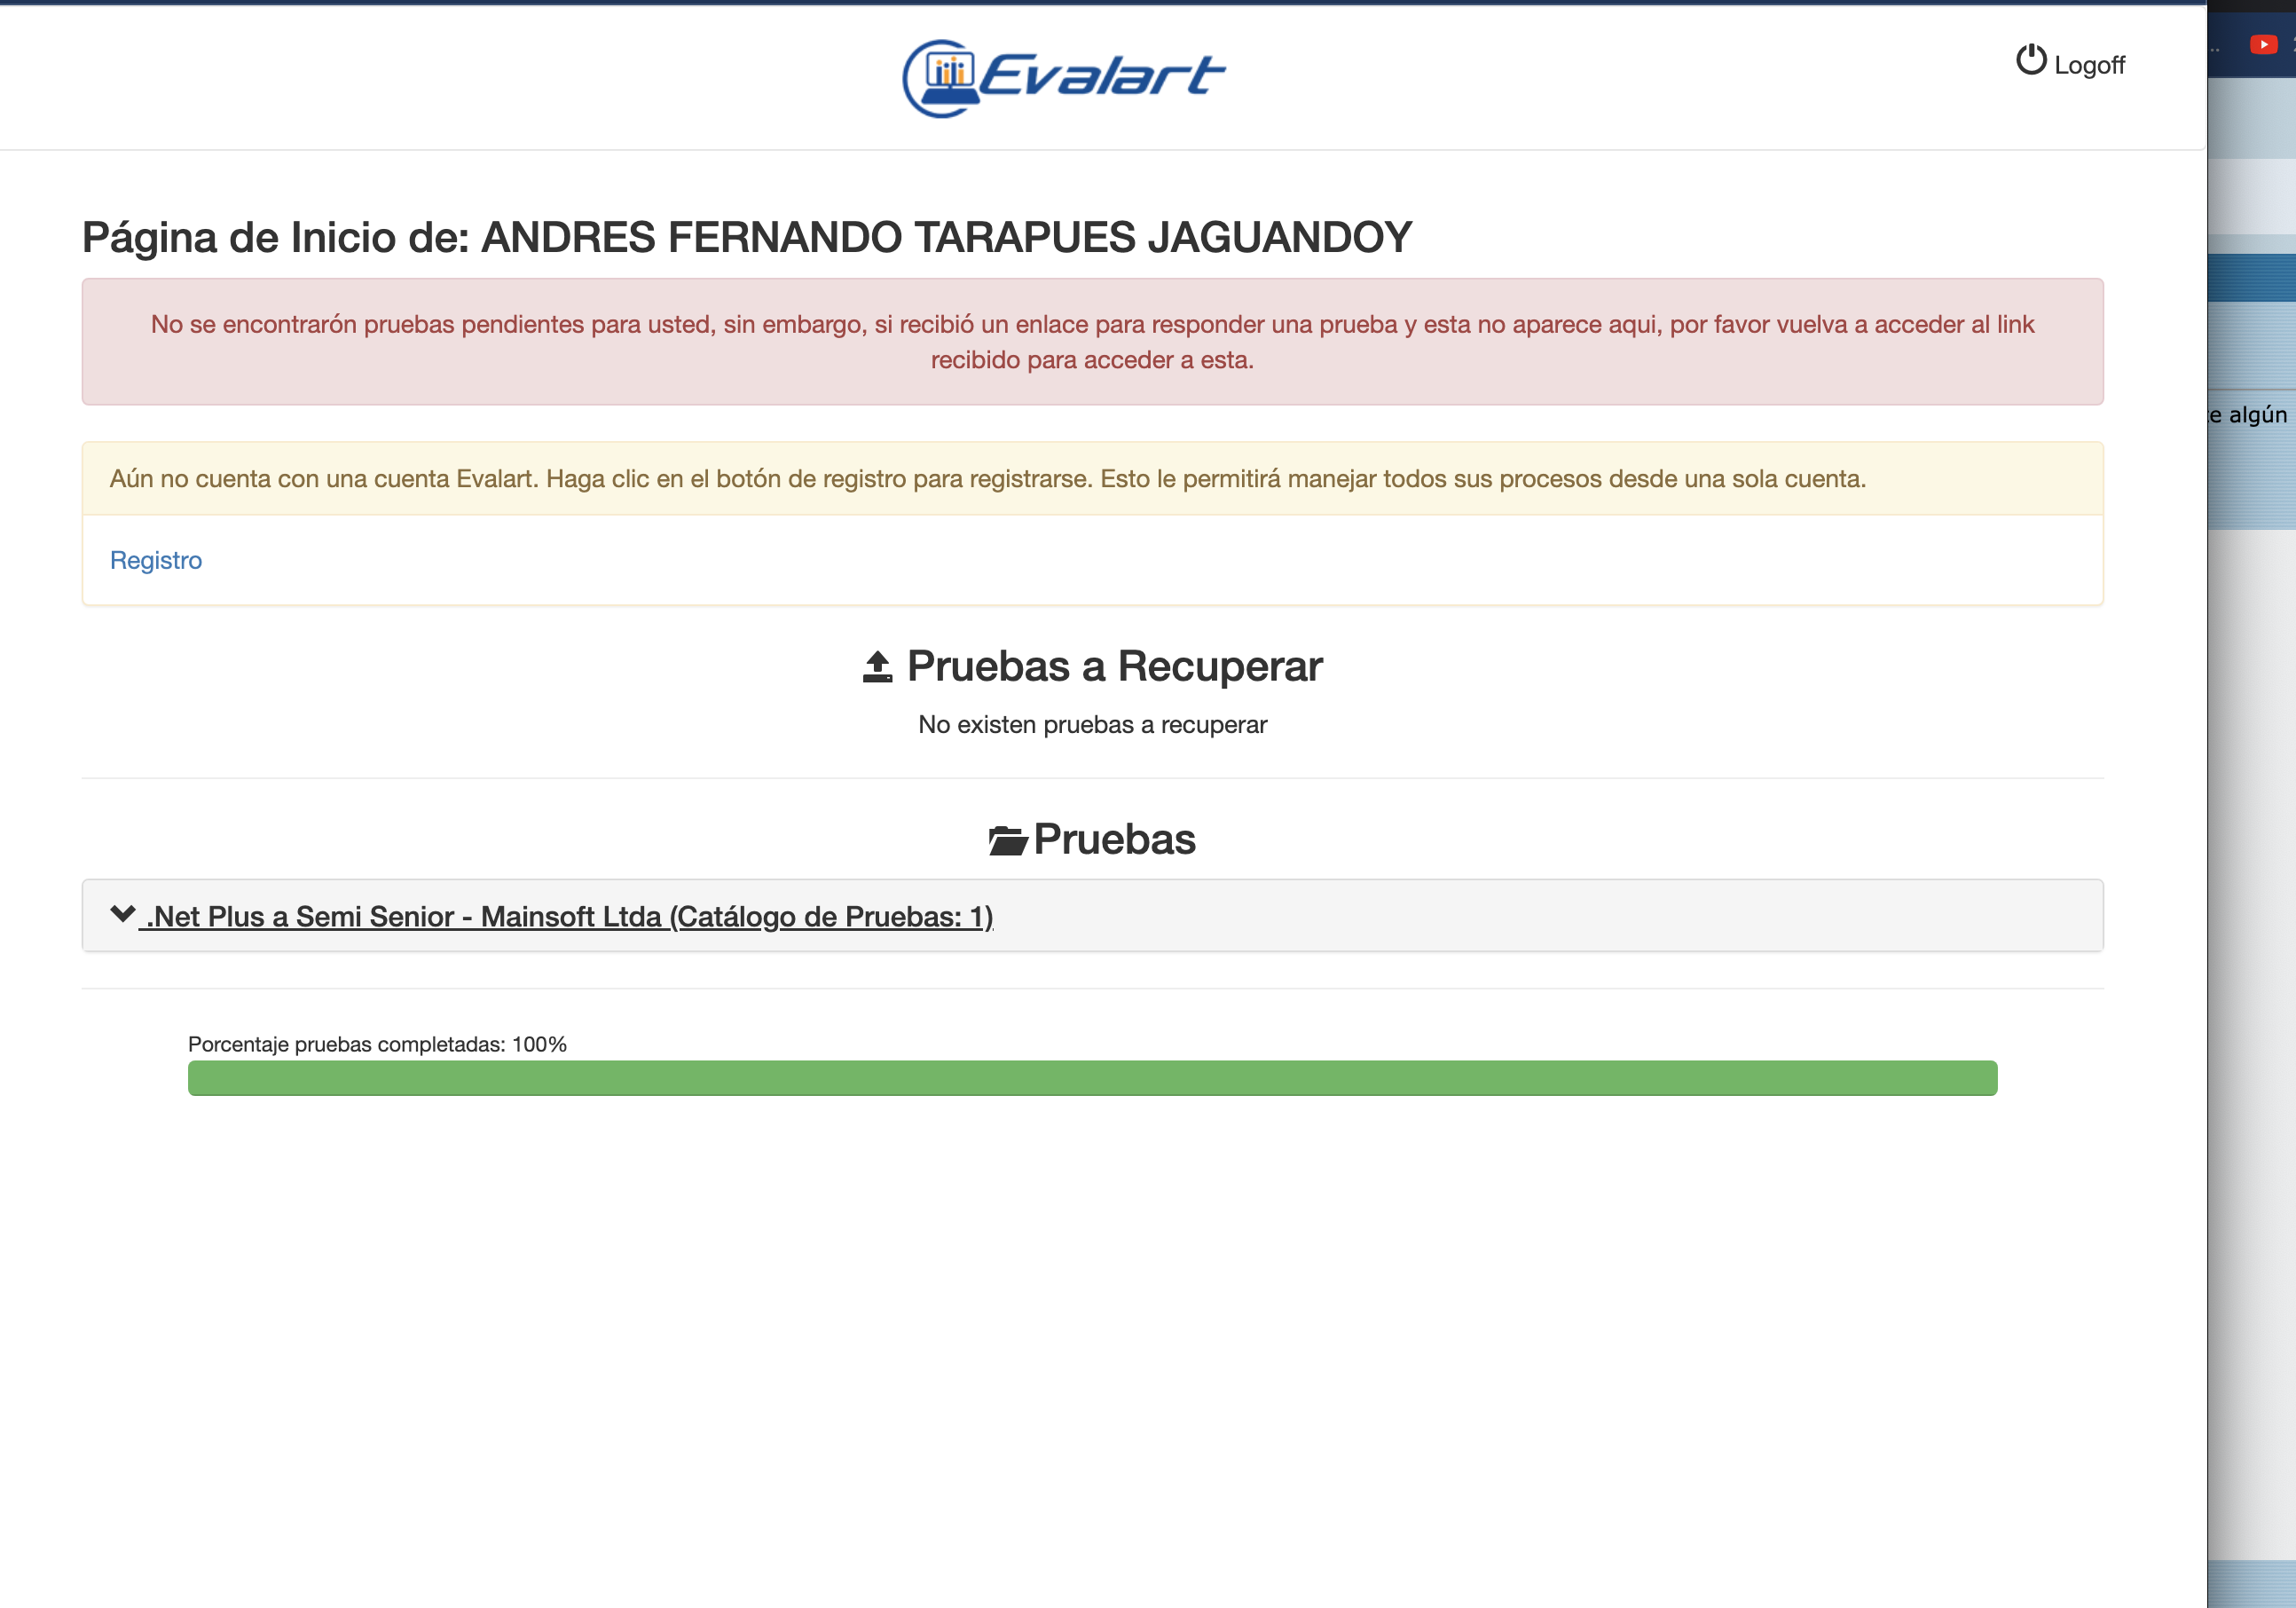 Evalart
Logoff
Página de Inicio de: ANDRES FERNANDO TARAPUES JAGUANDOY
No se encontrarón pruebas pendientes para usted, sin embargo, si recibió un enlace para responder una prueba y esta no aparece aqui, por favor vuelva a acceder al link
recibido para acceder a esta.
algún
Aún no cuenta con una cuenta Evalart. Haga clic en el botón de registro para registrarse. Esto le permitirá manejar todos sus procesos desde una sola cuenta.
Registro
Pruebas a Recuperar
No existen pruebas a recuperar
Pruebas
.Net Plus a Semi Senior - Mainsoft Ltda (Catálogo de Pruebas: 1)
Porcentaje pruebas completadas: 100%